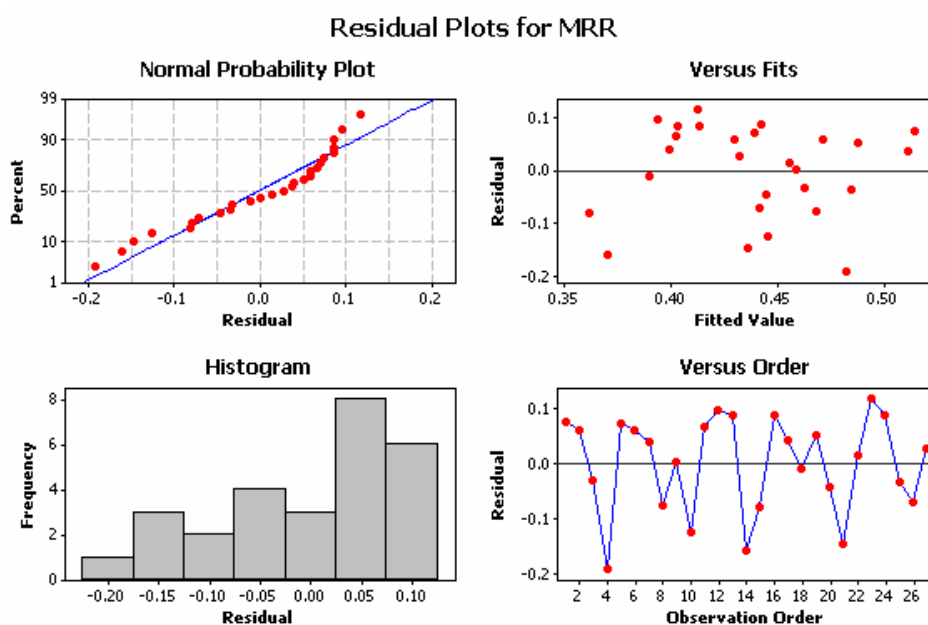 Residual Plots for MRR
Normal Probability Plot
99
90
50
10
1
Percent
-0.2 -0.1 0.0 0.1 0.2
Residual
Versus Fits
0.1
0.0
-0.1
-0.2
Residual
0.35 0.40 0.45 0.50
Fitted Value
Histogram
8
6
4
2
0
Frequency
-0.20 -0.15 -0.10 -0.05 0.00 0.05 0.10
Residual
Versus Order
0.1
0.0
-0.1
-0.2
Residual
2 4 6 8 10 12 14 16 18 20 22 24 26
Observation Order